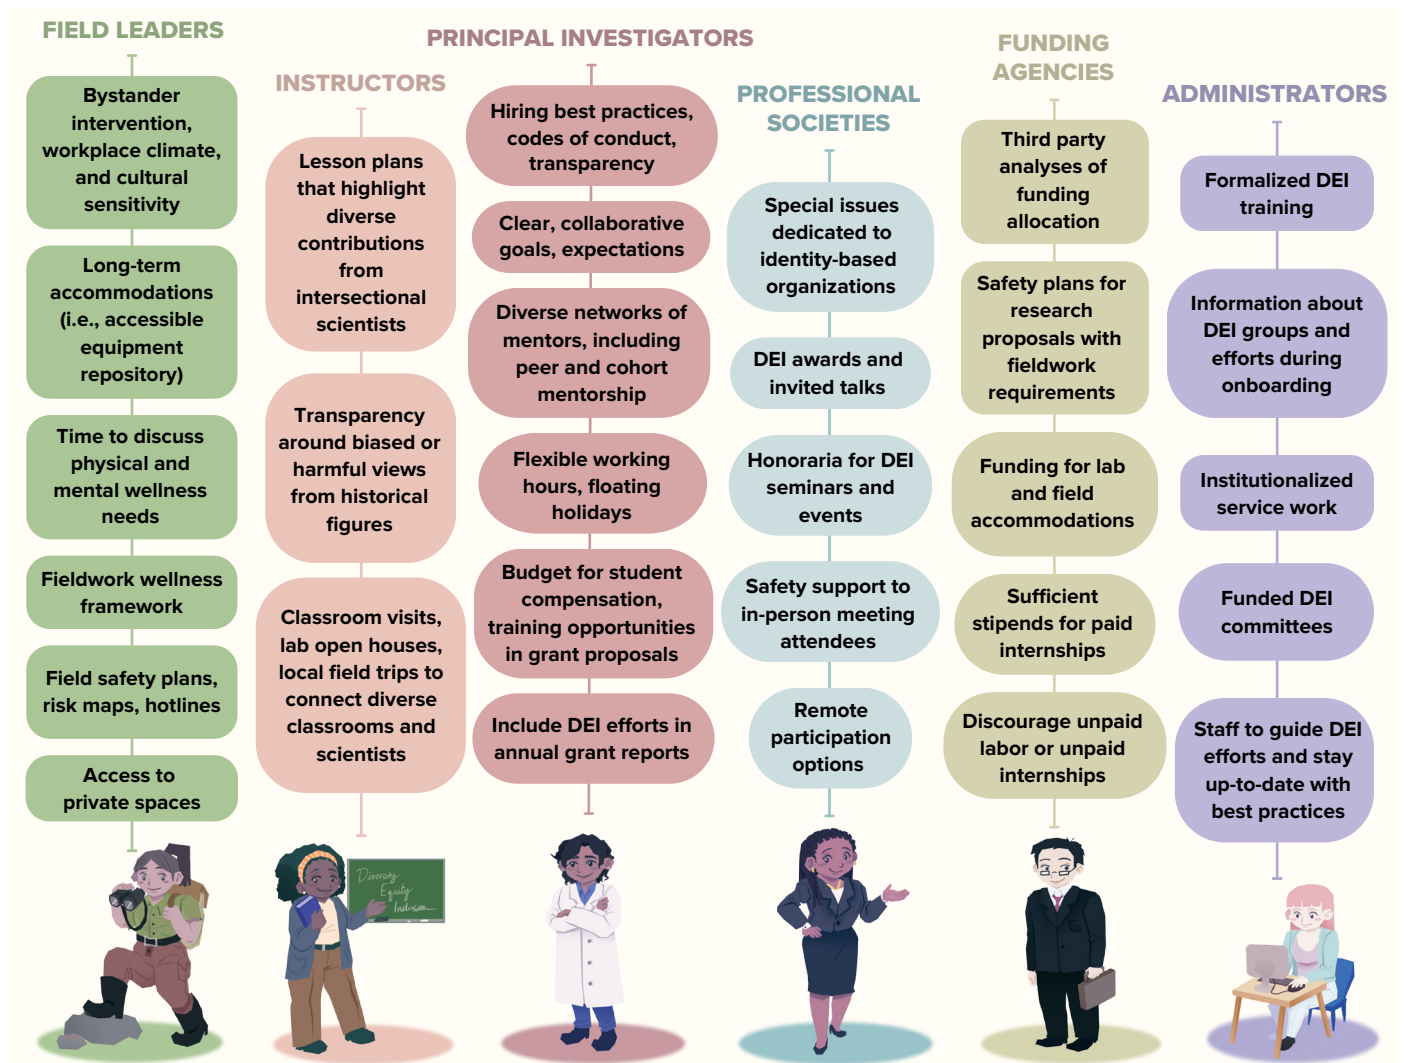 FIELD LEADERS
Bystander
intervention,
workplace climate,
and cultural
sensitivity
Long-term
accommodations
(i.e., accessible
equipment
repository)
Time to discuss
physical and
mental wellness
needs
Fieldwork wellness
framework
Field safety plans,
risk maps, hotlines
Access to
private spaces
INSTRUCTORS
Lesson plans
that highlight
diverse
contributions
from
intersectional
scientists
Transparency
around biased or
harmful views
from historical
figures
Classroom visits,
lab open houses,
local field trips to
connect diverse
classrooms and
scientists
Diversity
Equity
Inclusion
PRINCIPAL INVESTIGATORS
Hiring best practices,
codes of conduct,
transparency
Clear, collaborative
goals, expectations
Diverse networks of
mentors, including
peer and cohort
mentorship
Flexible working
hours, floating
holidays
Budget for student
compensation,
training opportunities
in grant proposals
Include DEI efforts in
annual grant reports
PROFESSIONAL
SOCIETIES
Special issues
dedicated to
identity-based
organizations
DEI awards and
invited talks
Honoraria for DEI
seminars and
events
Safety support to
in-person meeting
attendees
Remote
participation
options
FUNDING
AGENCIES
Third party
analyses of
funding
allocation
Safety plans for
research
proposals with
fieldwork
requirements
Funding for lab
and field
accommodations
Sufficient
stipends for paid
internships
Discourage unpaid
labor or unpaid
internships
ADMINISTRATORS
Formalized DEI
training
Information about
DEI groups and
efforts during
onboarding
Institutionalized
service work
Funded DEI
committees
Staff to guide DEI
efforts and stay
up-to-date with
best practices